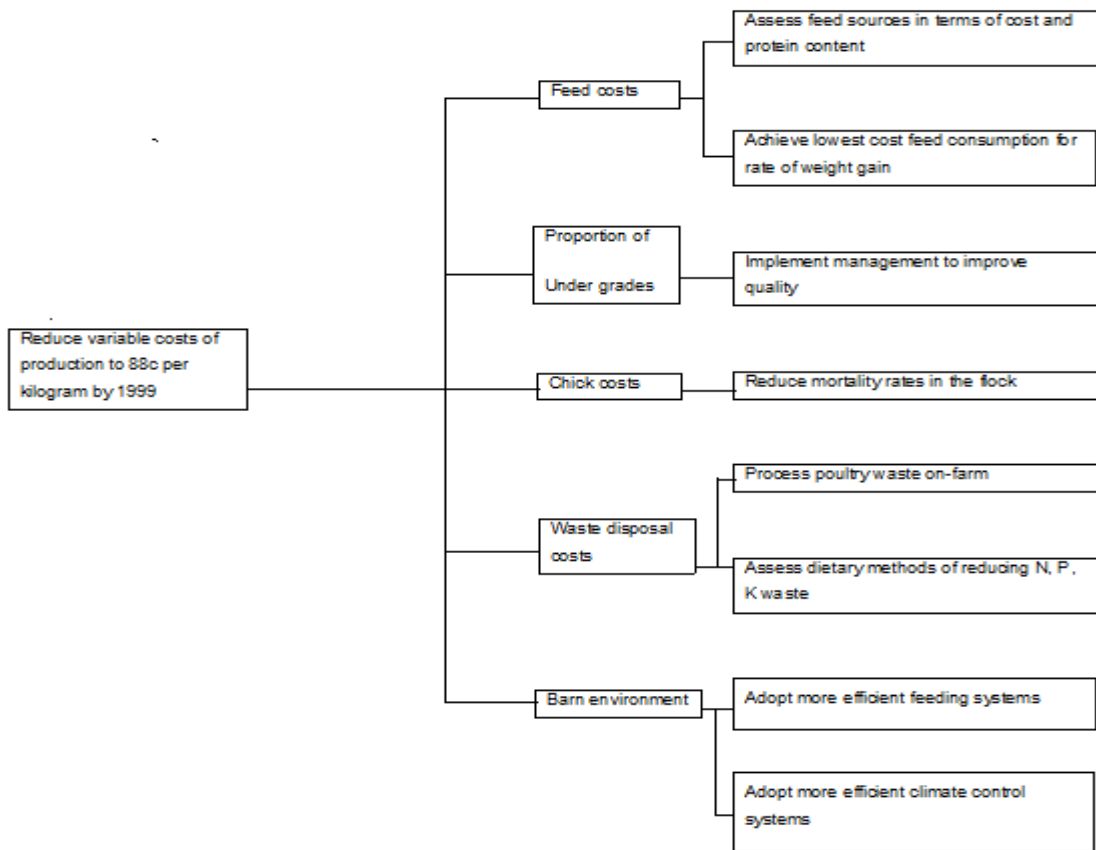 Assess feed sources in terms of cost and
protein content
Feed costs
Achieve lowest cost feed consumption for
rate of weight gain
Proportion of
Under grades
Implement management to improve
quality
Reduce variable costs of
production to 88c per
kilogram by 1999
Chick costs
Reduce mortality rates in the flock
Process poultry waste on-farm
Waste disposal
costs
Assess dietary methods of reducing N, P,
K waste
Barn environment
Adopt more efficient feeding systems
Adopt more efficient climate control
systems